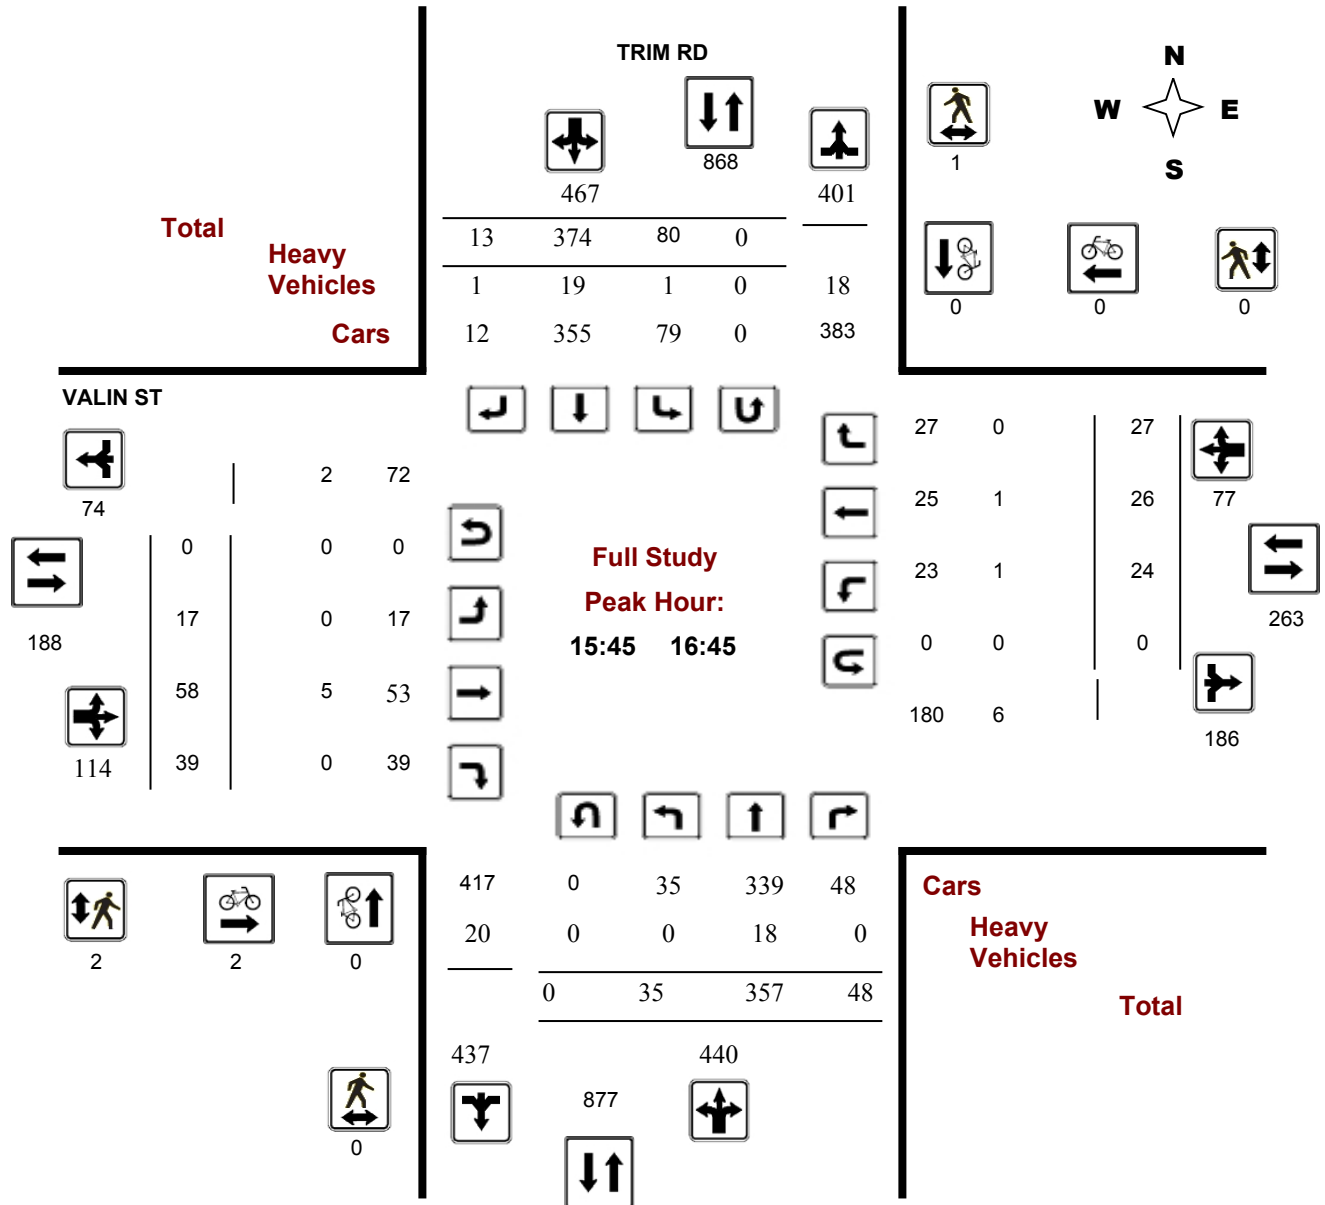 TRIM RD
N
W E
S
868
1
467
401
Total
13 374 80 0
Heavy
Vehicles
1 19 1 0 18
0 0 0
Cars
12 355 79 0 383
VALIN ST
27 0 27
2 72
74
25 1 26 77
0 0 0
Full Study
23 1 24
Peak Hour:
17 0 17
263
188
15:45 16:45
0 0 0
58 5 53
180 6
186
114 39 0 39
417 0 35 339 48
Cars
20 0 0 18 0
Heavy
Vehicles
2 2 0
0 35 357 48
Total
437 440
877
0